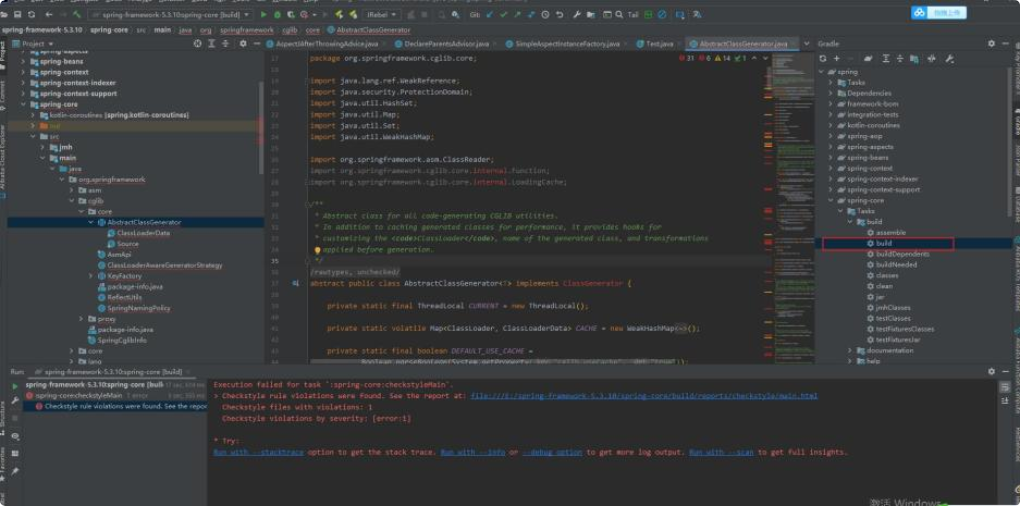 spring-framework-5.3.10:spring-core [build]
IRebel
Git:
Tail
spring-framework-5.3.10 spring-core src main java org springframework cglib core AbstractClassGenerator
Project
AspectJAfterThrowingAdvice.java DeclareParentsAdvisor.java SimpleAspectInstanceFactory.java Test.java AbstractClassGenerator.java
Gradle
spring-aspects
spring-beans
spring-context
spring-context-indexer
spring-context-support
spring-core
kotlin-coroutines [spring.kotlin-coroutines]
out
src
jmh
main
java
org.springframework
asm
cglib
core
AbstractClassGenerator
ClassLoaderData
Source
AsmApi
ClassLoaderAwareGeneratorStrategy
KeyFactory
package-info.java
ReflectUtils
SpringNamingPolicy
proxy
package-info.java
SpringCglibInfo
core
lang
17 package org.springframework.cglib.core;
import java.lang.ref.WeakReference;
import java.security.ProtectionDomain;
import java.util.HashSet;
import java.util.Map;
import java.util.Set;
import java.util.WeakHashMap;
import org.springframework.asm.ClassReader;
import org.springframework.cglib.core.internal.Function;
import org.springframework.cglib.core.internal.LoadingCache;
/**
* Abstract class for all code-generating CGLIB utilities.
* In addition to caching generated classes for performance, it provides hooks for
* customizing the <code>ClassLoader</code>, name of the generated class, and transformations
* applied before generation.
*/
/rawtypes, unchecked/
abstract public class AbstractClassGenerator<T> implements ClassGenerator {
private static final ThreadLocal CURRENT = new ThreadLocal();
private static volatile Map<ClassLoader, ClassLoaderData> CACHE = new WeakHashMap<~>();
private static final boolean DEFAULT_USE_CACHE =
spring
Tasks
Dependencies
framework-bom
integration-tests
kotlin-coroutines
spring-aop
spring-aspects
spring-beans
spring-context
spring-context-indexer
spring-context-support
spring-core
Tasks
build
assemble
build
buildDependents
buildNeeded
classes
clean
jar
jmhClasses
testClasses
testFixturesClasses
testFixturesJar
documentation
help
Run: spring-framework-5.3.10:spring-core [build]
spring-framework-5.3.10:spring-core [buil
spring-core:checkstyleMain 1 error
Checkstyle rule violations were found. See the repor
Execution failed for task ':spring-core:checkstyleMain'.
> Checkstyle rule violations were found. See the report at: file:///E:/spring-framework-5.3.10/spring-core/build/reports/checkstyle/main.html
Checkstyle files with violations: 1
Checkstyle violations by severity: [error:1]
* Try:
Run with --stacktrace option to get the stack trace. Run with --info or --debug option to get more log output. Run with --scan to get full insights.
激活 Windows